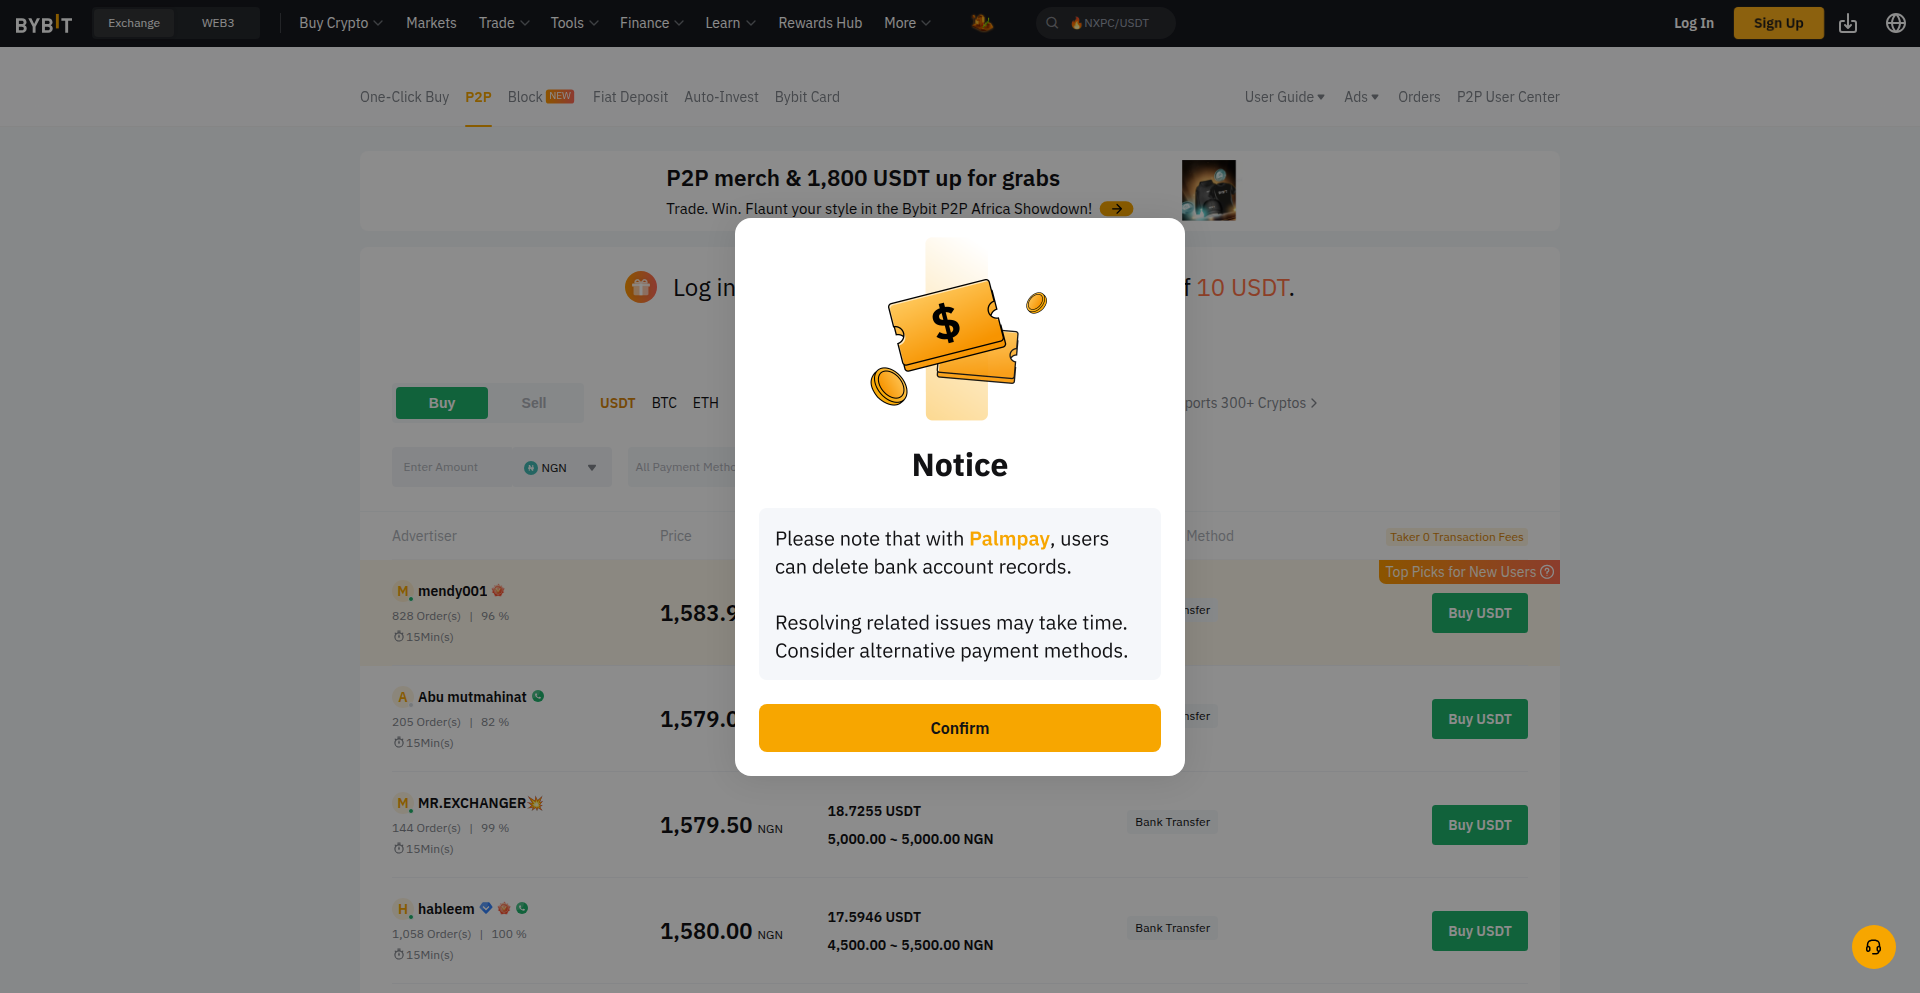 BYBIT
Exchange
WEB3
Buy Crypto
Markets
Trade
Tools
Finance
Learn
Rewards Hub
More
🔥NXPC/USDT
Log In
Sign Up
One-Click Buy
P2P
Block NEW
Fiat Deposit
Auto-Invest
Bybit Card
User Guide
Ads
Orders
P2P User Center
P2P merch & 1,800 USDT up for grabs
Trade. Win. Flaunt your style in the Bybit P2P Africa Showdown!
Log in
f 10 USDT.
Buy
Sell
USDT
BTC
ETH
ports 300+ Cryptos
Enter Amount
NGN
All Payment Metho
Advertiser
Price
Method
Taker 0 Transaction Fees
Top Picks for New Users
M mendy001
828 Order(s) | 96 %
15Min(s)
1,583.9
nsfer
Buy USDT
A Abu mutmahinat
205 Order(s) | 82 %
15Min(s)
1,579.0
nsfer
Buy USDT
M MR.EXCHANGER💥
144 Order(s) | 99 %
15Min(s)
1,579.50 NGN
18.7255 USDT
5,000.00 ~ 5,000.00 NGN
Bank Transfer
Buy USDT
H hableem
1,058 Order(s) | 100 %
15Min(s)
1,580.00 NGN
17.5946 USDT
4,500.00 ~ 5,500.00 NGN
Bank Transfer
Buy USDT
$
Notice
Please note that with Palmpay, users
can delete bank account records.
Resolving related issues may take time.
Consider alternative payment methods.
Confirm